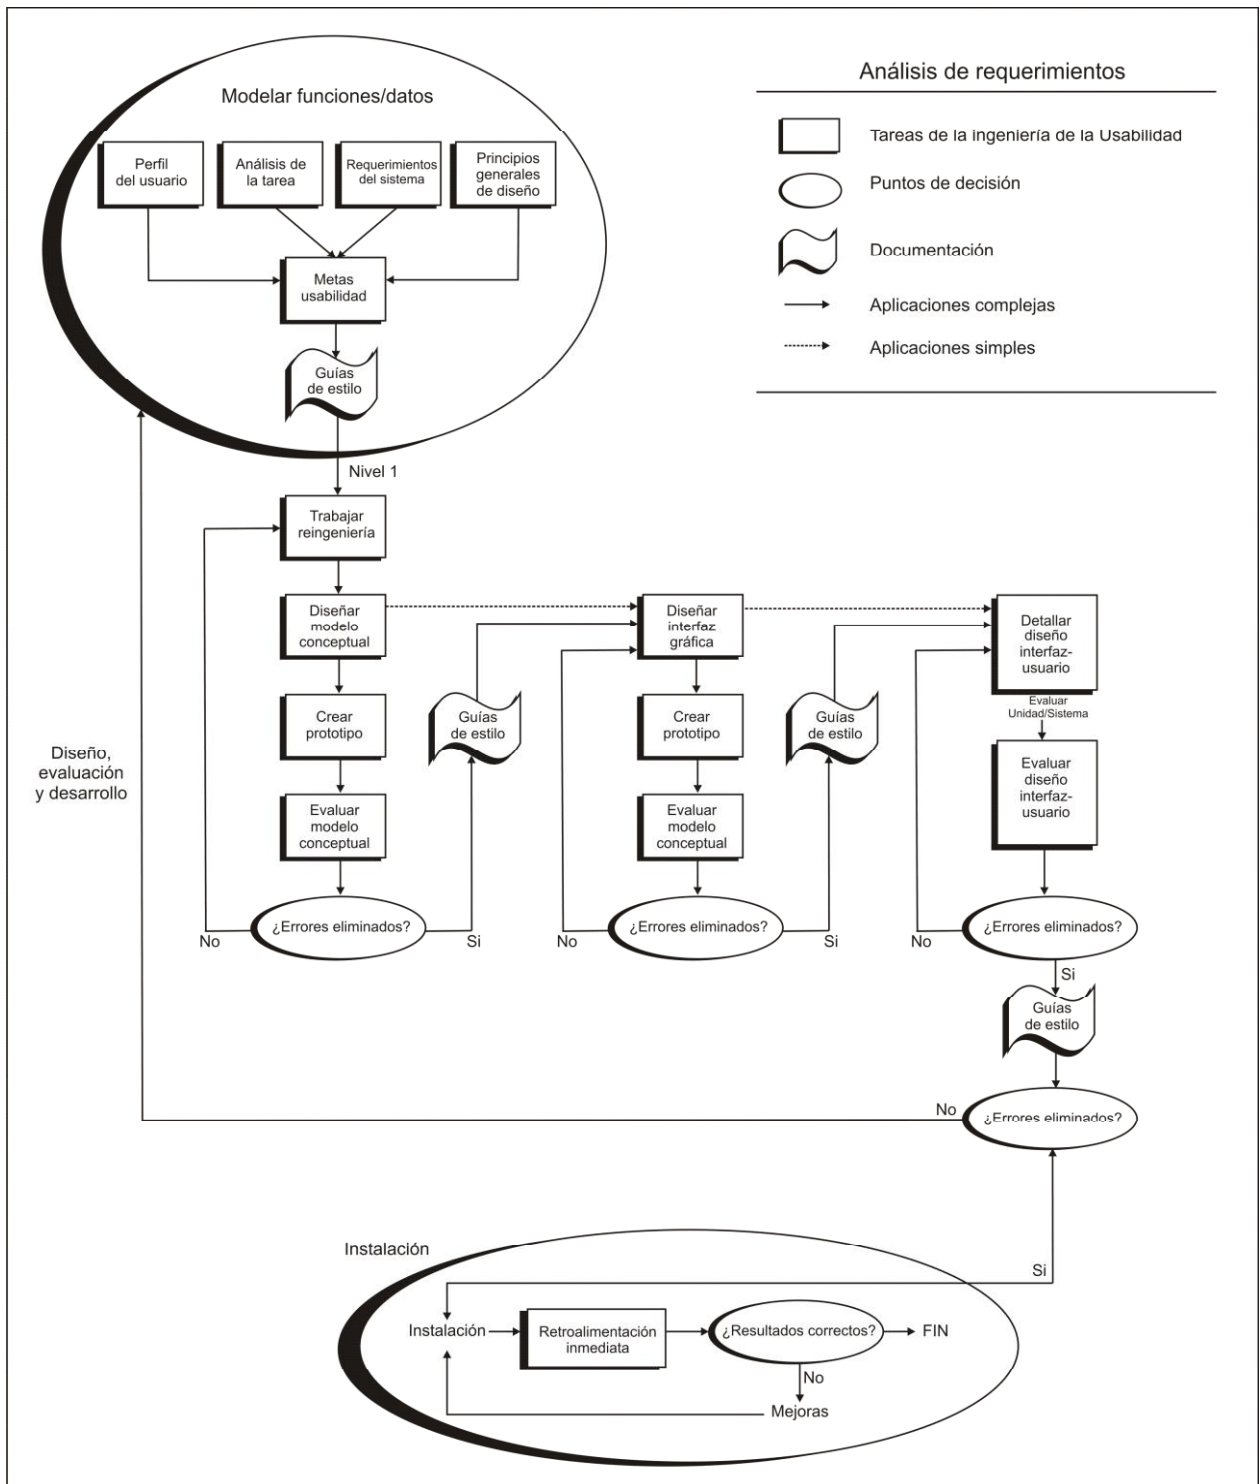 Modelar funciones/datos
Perfil
del usuario
Análisis de
la tarea
Requerimientos
del sistema
Principios
generales
de diseño
Metas
usabilidad
Guías
de estilo
Análisis de requerimientos
Tareas de la ingeniería de la Usabilidad
Puntos de decisión
Documentación
Aplicaciones complejas
Aplicaciones simples
Nivel 1
Trabajar
reingeniería
Diseñar
modelo
conceptual
Crear
prototipo
Evaluar
modelo
conceptual
¿Errores eliminados?
No
Si
Guías
de estilo
Diseñar
interfaz
gráfica
Crear
prototipo
Evaluar
modelo
conceptual
¿Errores eliminados?
No
Si
Guías
de estilo
Detallar
diseño
interfaz-
usuario
Evaluar
Unidad/Sistema
Evaluar
diseño
interfaz-
usuario
¿Errores eliminados?
No
Si
Guías
de estilo
¿Errores eliminados?
No
Si
Diseño,
evaluación
y desarrollo
Instalación
Instalación
Retroalimentación
inmediata
¿Resultados correctos?
FIN
No
Mejoras